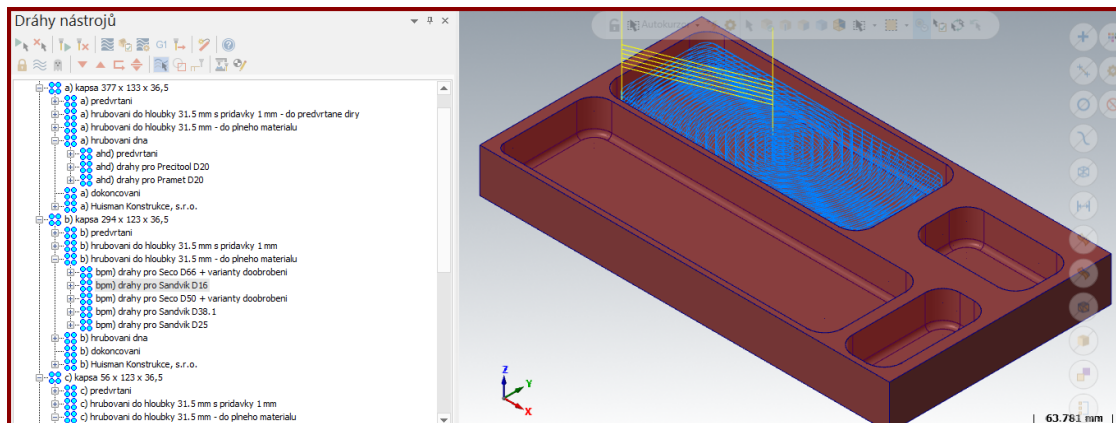 Dráhy nástrojů
G1
a) kapsa 377 x 133 x 36,5
a) predvrtani
a) hrubovani do hloubky 31.5 mm s pridavky 1 mm - do predvrtane diry
a) hrubovani do hloubky 31.5 mm - do plneho materialu
a) hrubovani dna
ahd) predvrtani
ahd) drahy pro Precitool D20
ahd) drahy pro Pramet D20
a) dokoncovani
a) Huisman Konstrukce, s.r.o.
b) kapsa 294 x 123 x 36,5
b) predvrtani
b) hrubovani do hloubky 31.5 mm s pridavky 1 mm
b) hrubovani do hloubky 31.5 mm - do plneho materialu
bpm) drahy pro Seco D66 + varianty doobrobeni
bpm) drahy pro Sandvik D16
bpm) drahy pro Seco D50 + varianty doobrobeni
bpm) drahy pro Sandvik D38.1
bpm) drahy pro Sandvik D25
b) hrubovani dna
b) dokoncovani
b) Huisman Konstrukce, s.r.o.
c) kapsa 56 x 123 x 36,5
c) predvrtani
c) hrubovani do hloubky 31.5 mm s pridavky 1 mm
c) hrubovani do hloubky 31.5 mm - do plneho materialu
Autokurzor
Z
Y
X
63.781 mm